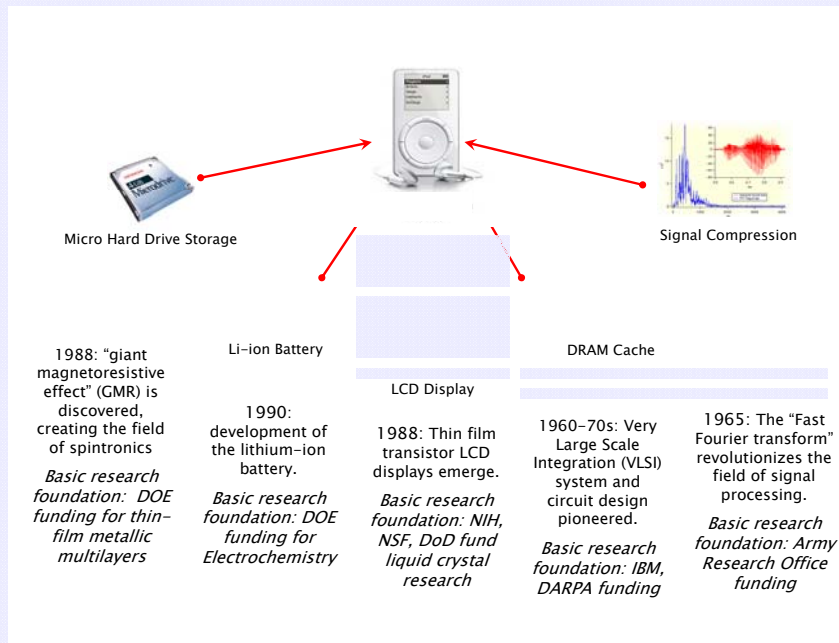 iPod
HITACHI
4GB
Microdrive
Micro Hard Drive Storage
Signal Compression
Li-ion Battery
DRAM Cache
LCD Display
1988: “giant
magnetoresistive
effect” (GMR) is
discovered,
creating the field
of spintronics
Basic research
foundation: DOE
funding for thin-
film metallic
multilayers
1990:
development of
the lithium-ion
battery.
Basic research
foundation: DOE
funding for
Electrochemistry
1988: Thin film
transistor LCD
displays emerge.
Basic research
foundation: NIH,
NSF, DoD fund
liquid crystal
research
1960-70s: Very
Large Scale
Integration (VLSI)
system and
circuit design
pioneered.
Basic research
foundation: IBM,
DARPA funding
1965: The “Fast
Fourier transform”
revolutionizes the
field of signal
processing.
Basic research
foundation: Army
Research Office
funding